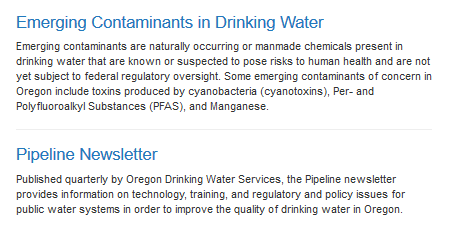 Emerging Contaminants in Drinking Water
Emerging contaminants are naturally occurring or manmade chemicals present in
drinking water that are known or suspected to pose risks to human health and are not
yet subject to federal regulatory oversight. Some emerging contaminants of concern in
Oregon include toxins produced by cyanobacteria (cyanotoxins), Per- and
Polyfluoroalkyl Substances (PFAS), and Manganese.
Pipeline Newsletter
Published quarterly by Oregon Drinking Water Services, the Pipeline newsletter
provides information on technology, training, and regulatory and policy issues for
public water systems in order to improve the quality of drinking water in Oregon.